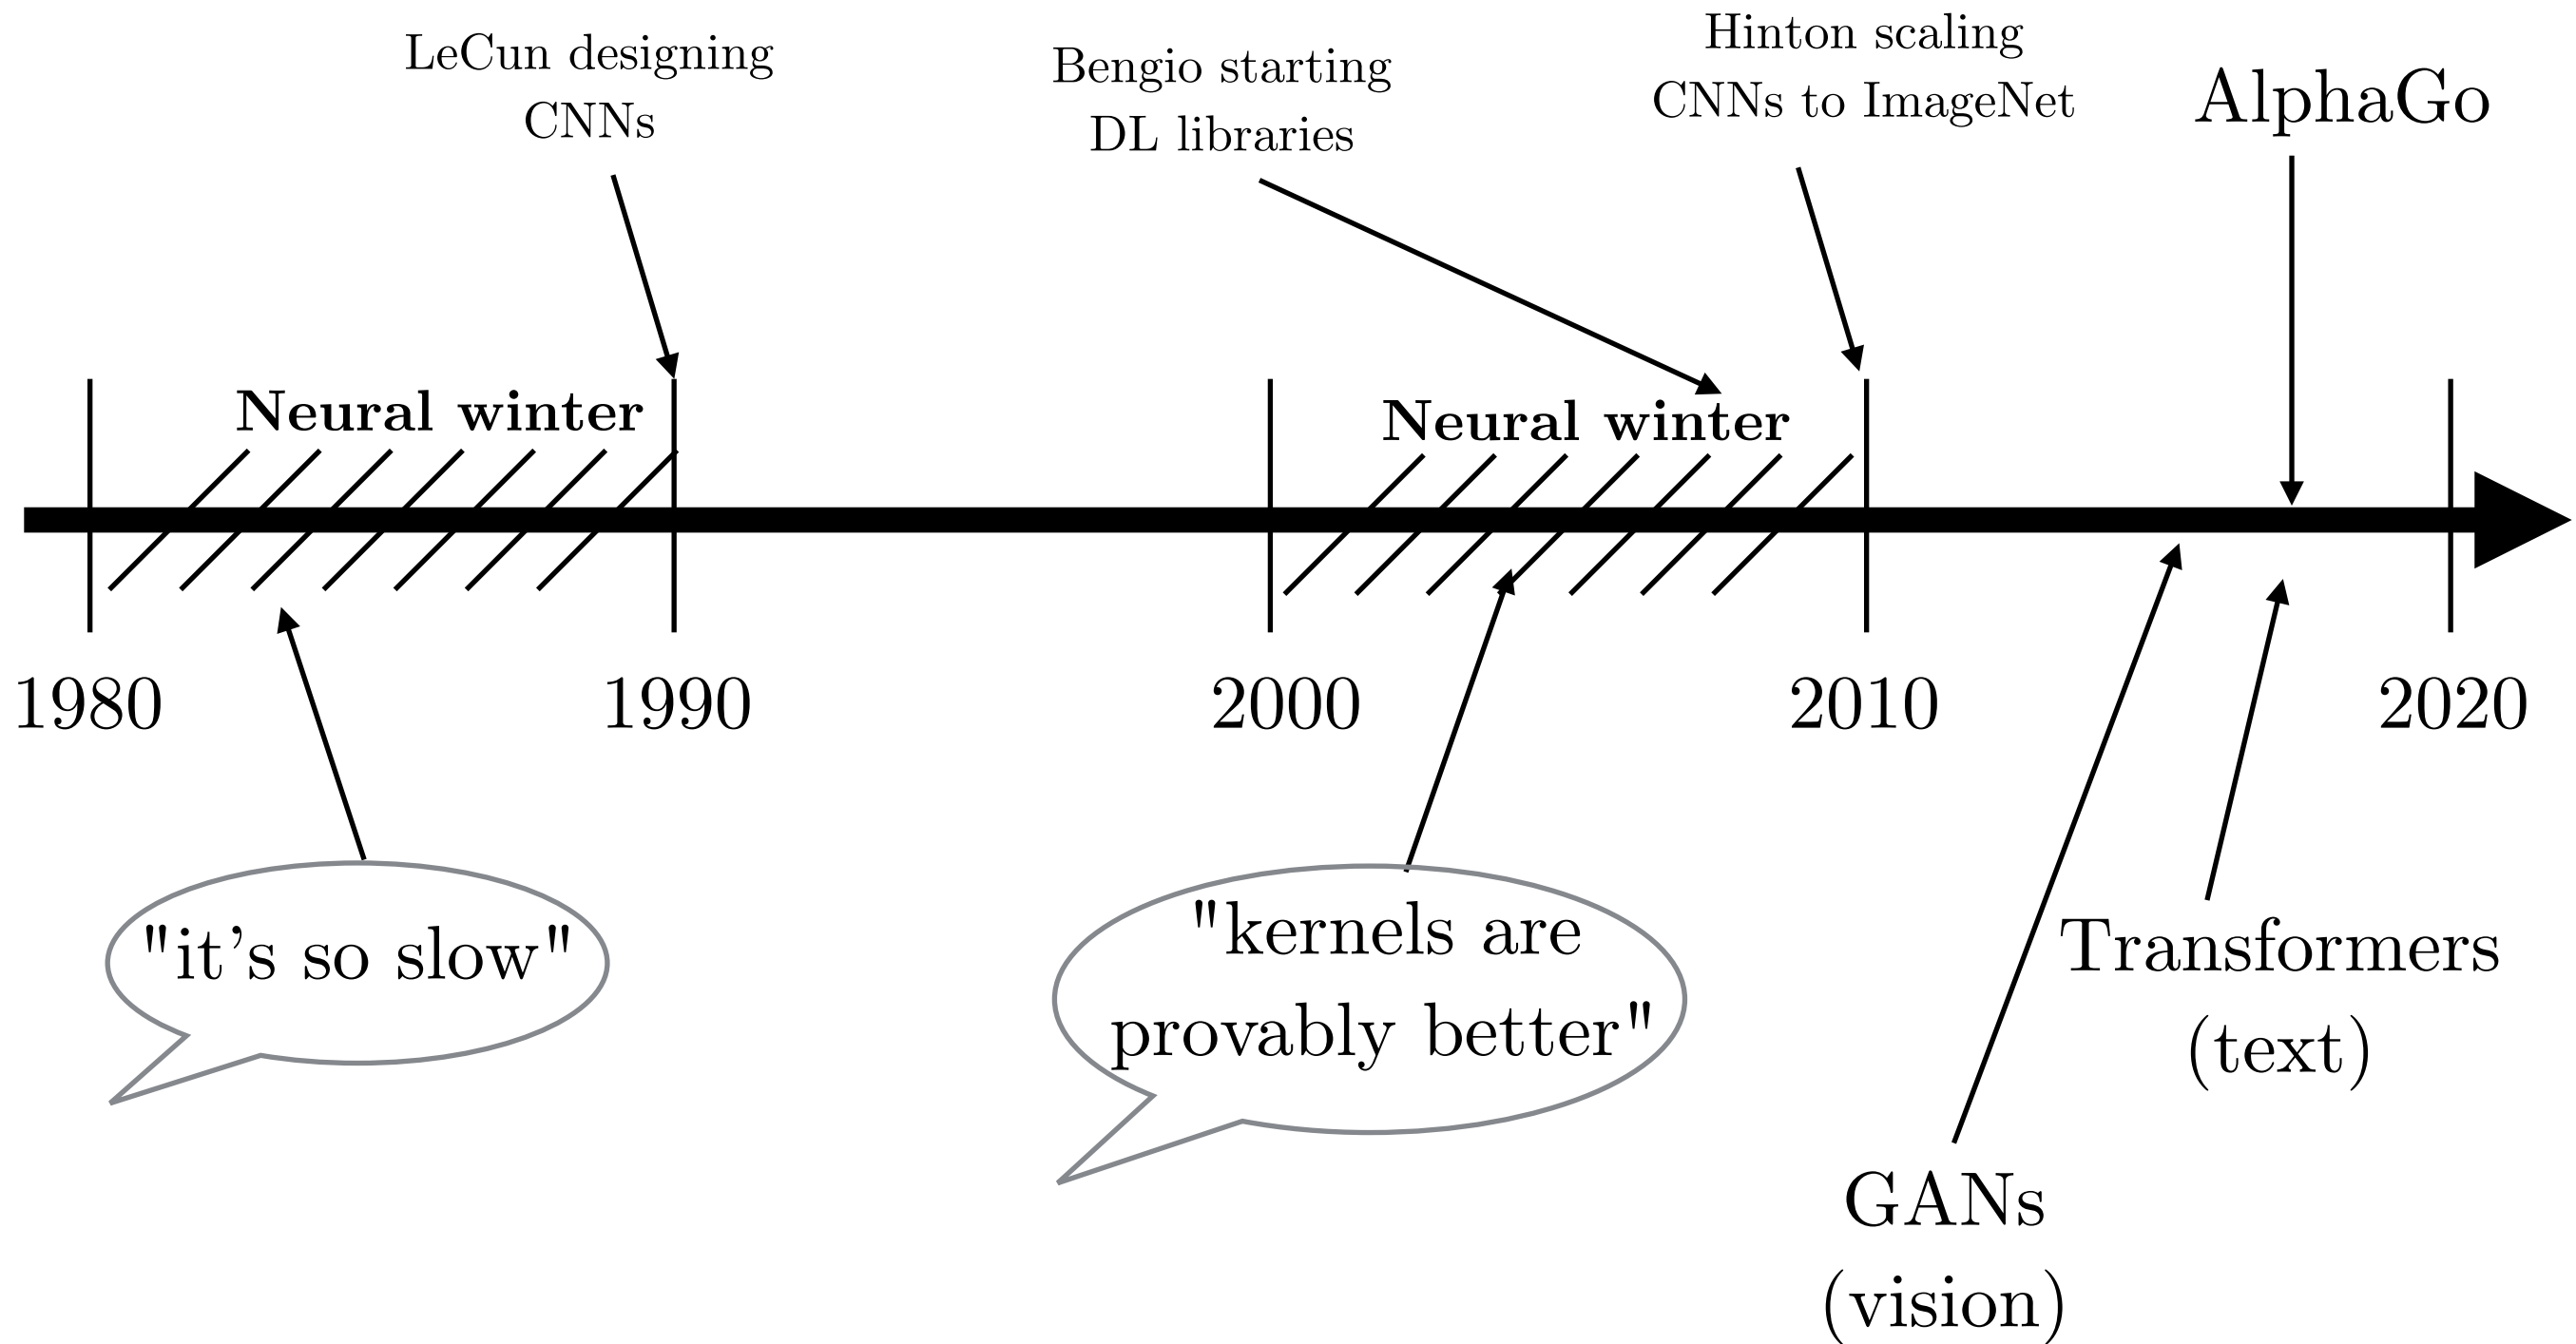 LeCun designing
CNNs
Bengio starting
DL libraries
Hinton scaling
CNNs to ImageNet
AlphaGo
Neural winter
Neural winter
1980
1990
2000
2010
2020
"it's so slow"
"kernels are
provably better"
Transformers
(text)
GANs
(vision)